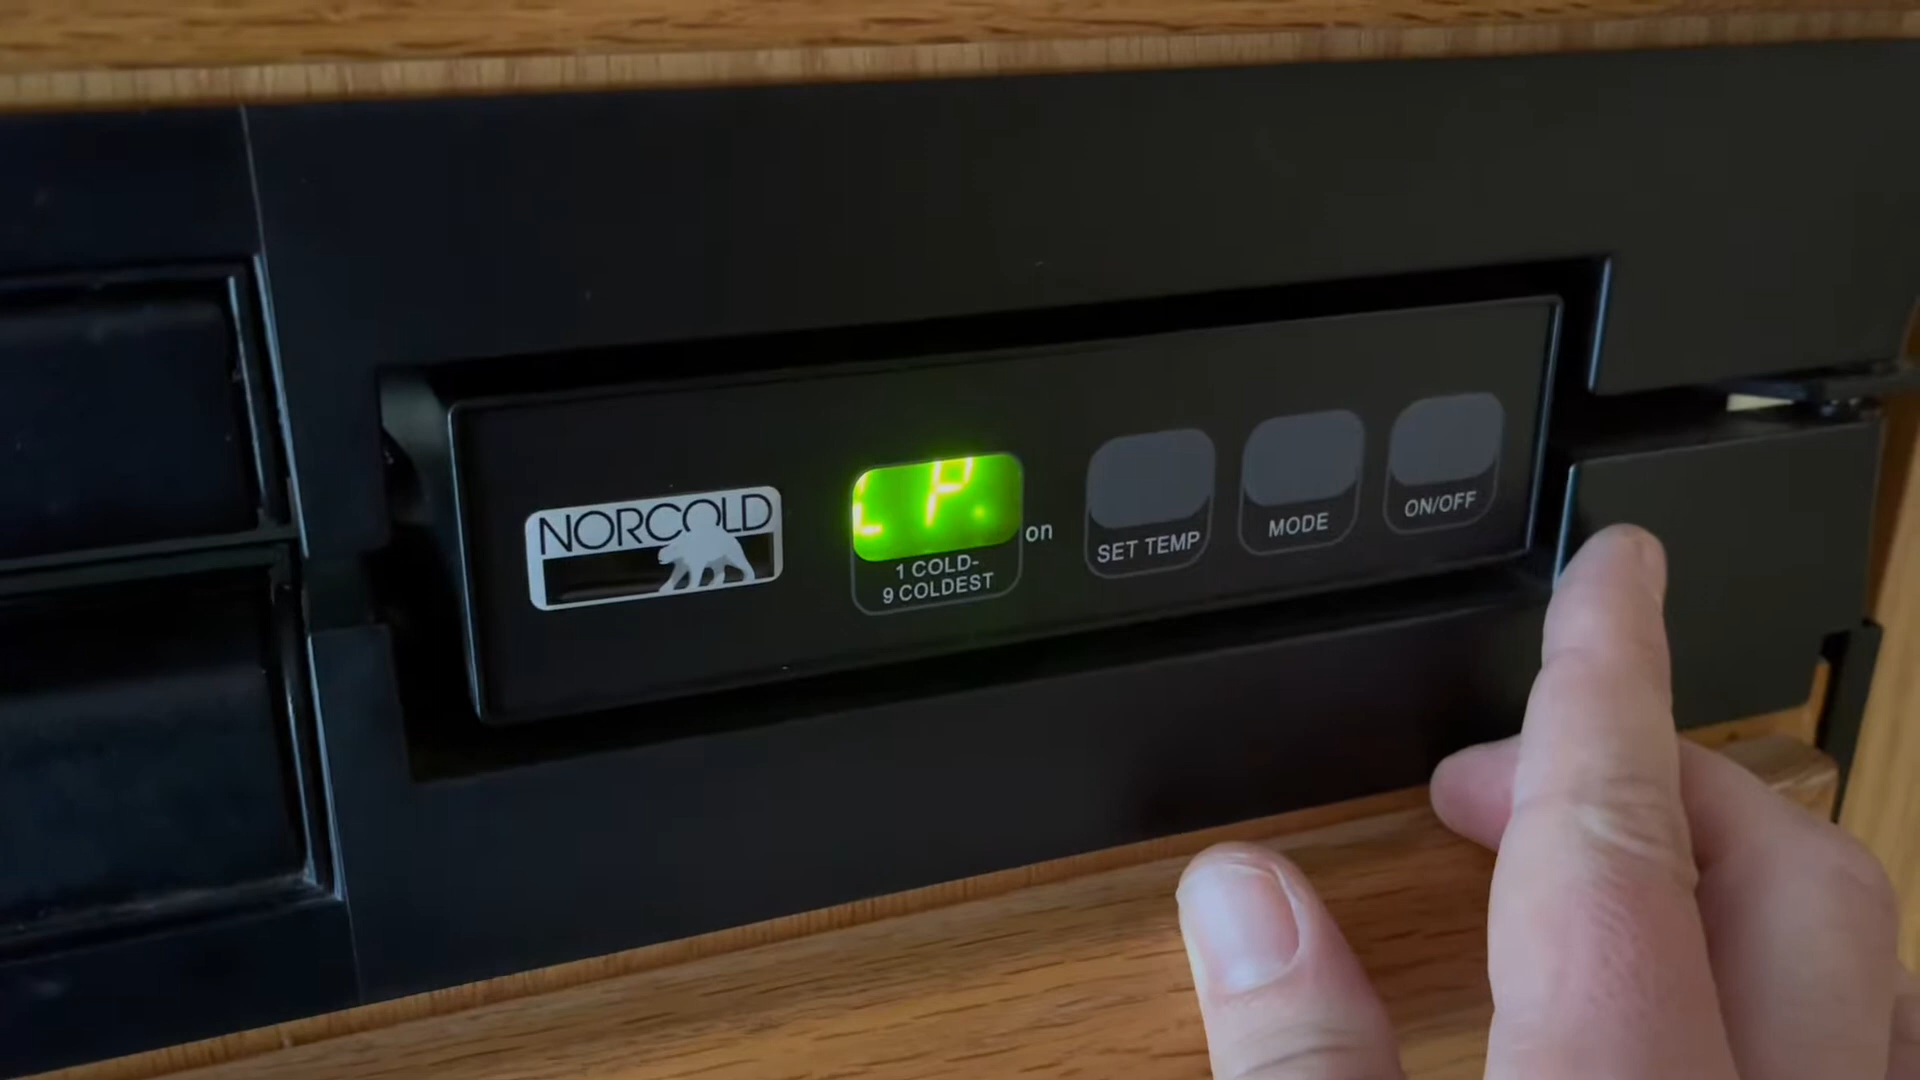 NORCOLD
LP.
on
1 COLD-
9 COLDEST
SET TEMP
MODE
ON/OFF